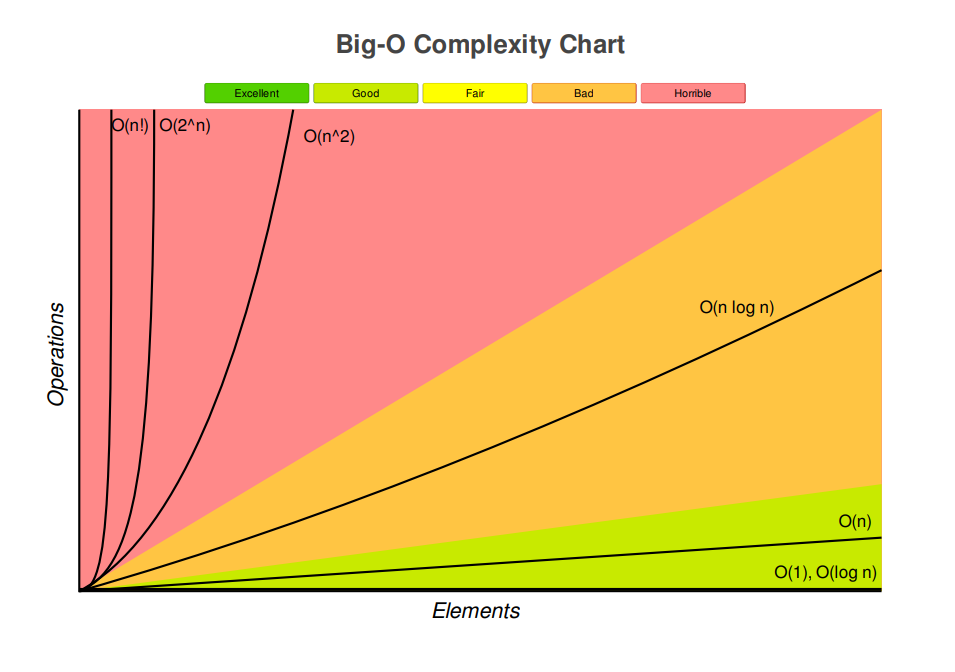 Big-O Complexity Chart
Excellent Good Fair Bad Horrible
O(n!) O(2^n)
O(n^2)
O(n log n)
Operations
O(n)
O(1), O(log n)
Elements